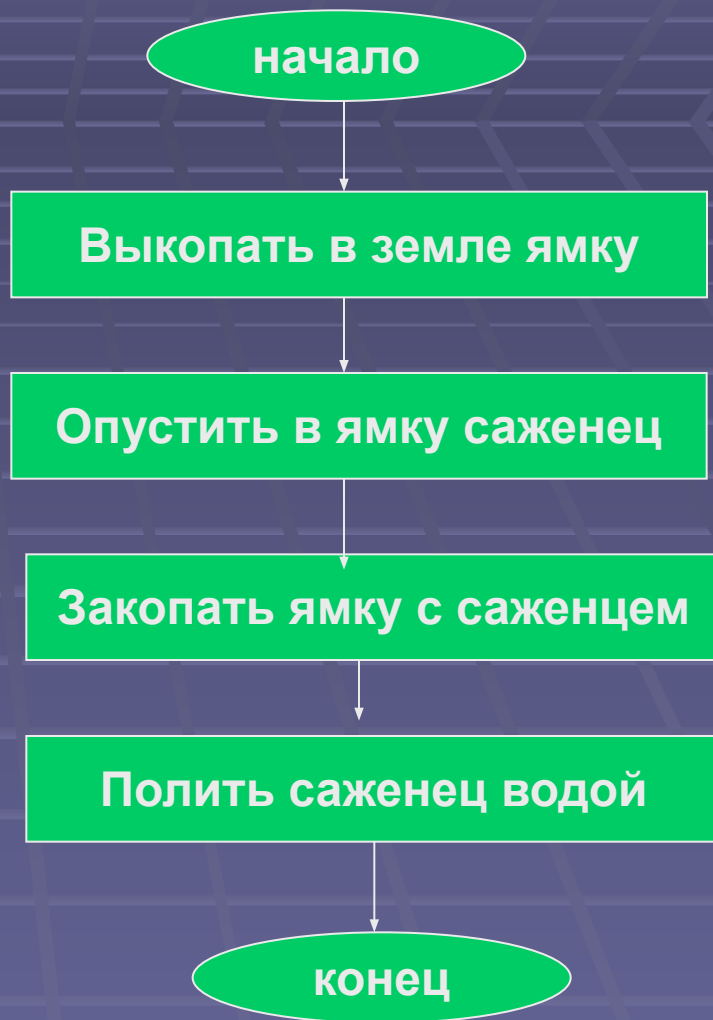 начало
Выкопать в земле ямку
Опустить в ямку саженец
Закопать ямку с саженцем
Полить саженец водой
конец